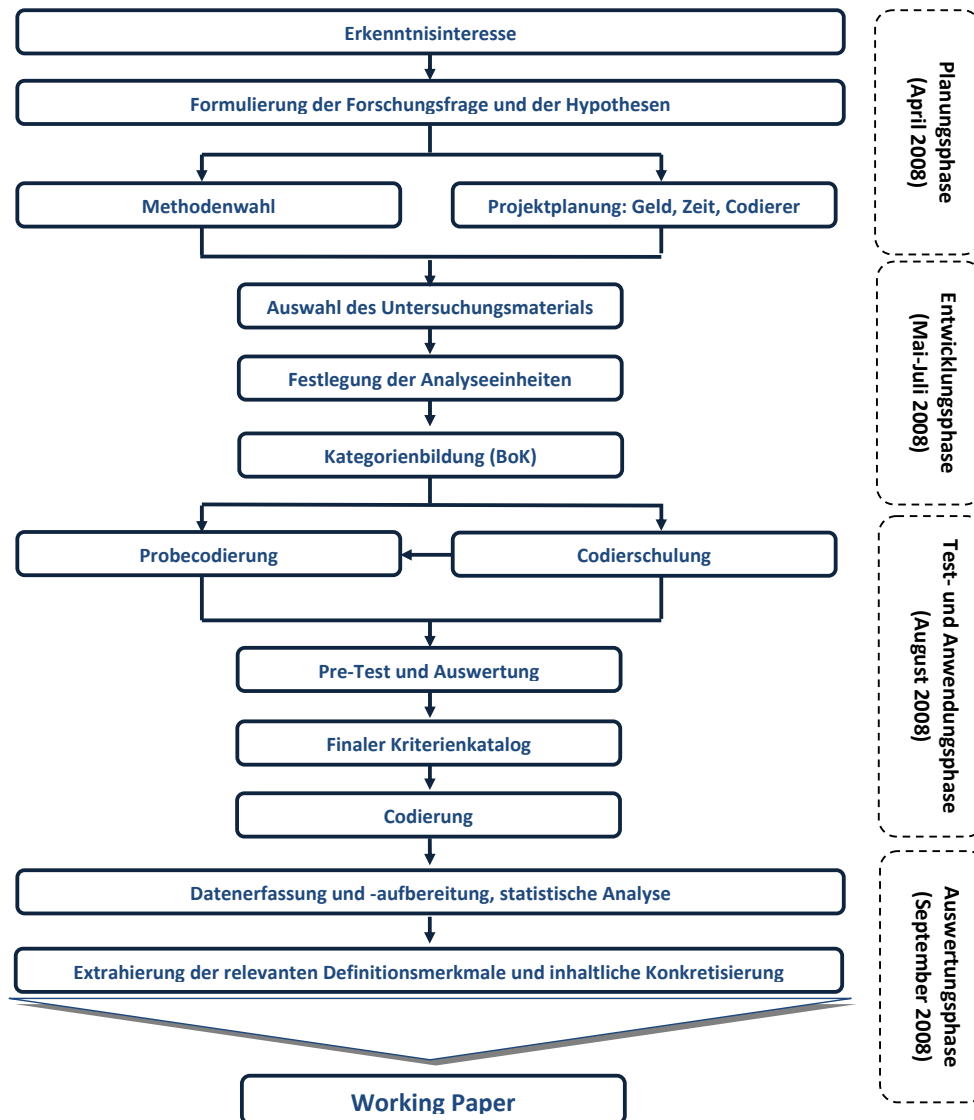 Erkenntnisinteresse
Formulierung der Forschungsfrage und der Hypothesen
Methodenwahl
Projektplanung: Geld, Zeit, Codierer
Auswahl des Untersuchungsmaterials
Festlegung der Analyseeinheiten
Kategorienbildung (BoK)
Probecodierung
Codierschulung
Pre-Test und Auswertung
Finaler Kriterienkatalog
Codierung
Datenerfassung und -aufbereitung, statistische Analyse
Extrahierung der relevanten Definitionsmerkmale und inhaltliche Konkretisierung
Working Paper
Planungsphase
(April 2008)
Entwicklungsphase
(Mai-Juli 2008)
Test- und Anwendungsphase
(August 2008)
Auswertungsphase
(September 2008)